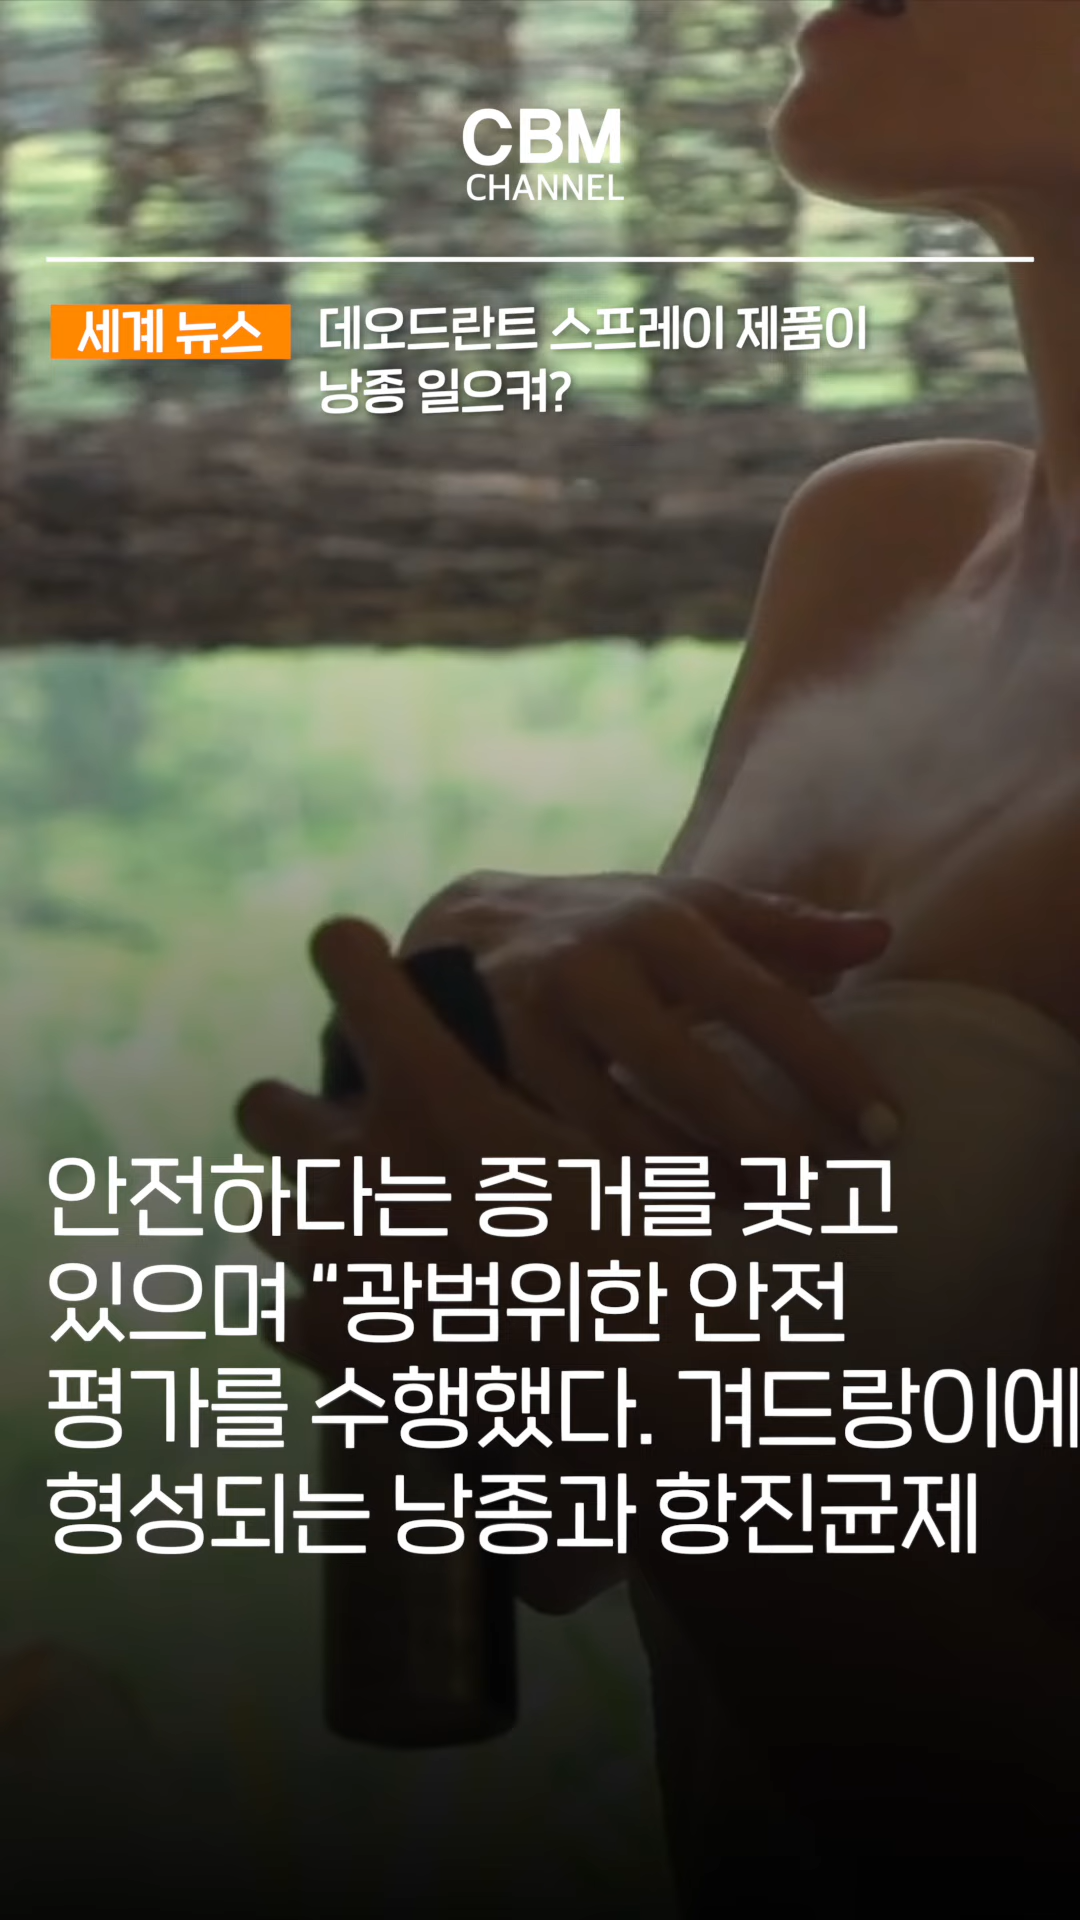 CBM
CHANNEL
세계 뉴스
데오드란트 스프레이 제품이
낭종 일으켜?
안전하다는 증거를 갖고
있으며 “광범위한 안전
평가를 수행했다. 겨드랑이에
형성되는 낭종과 항진균제